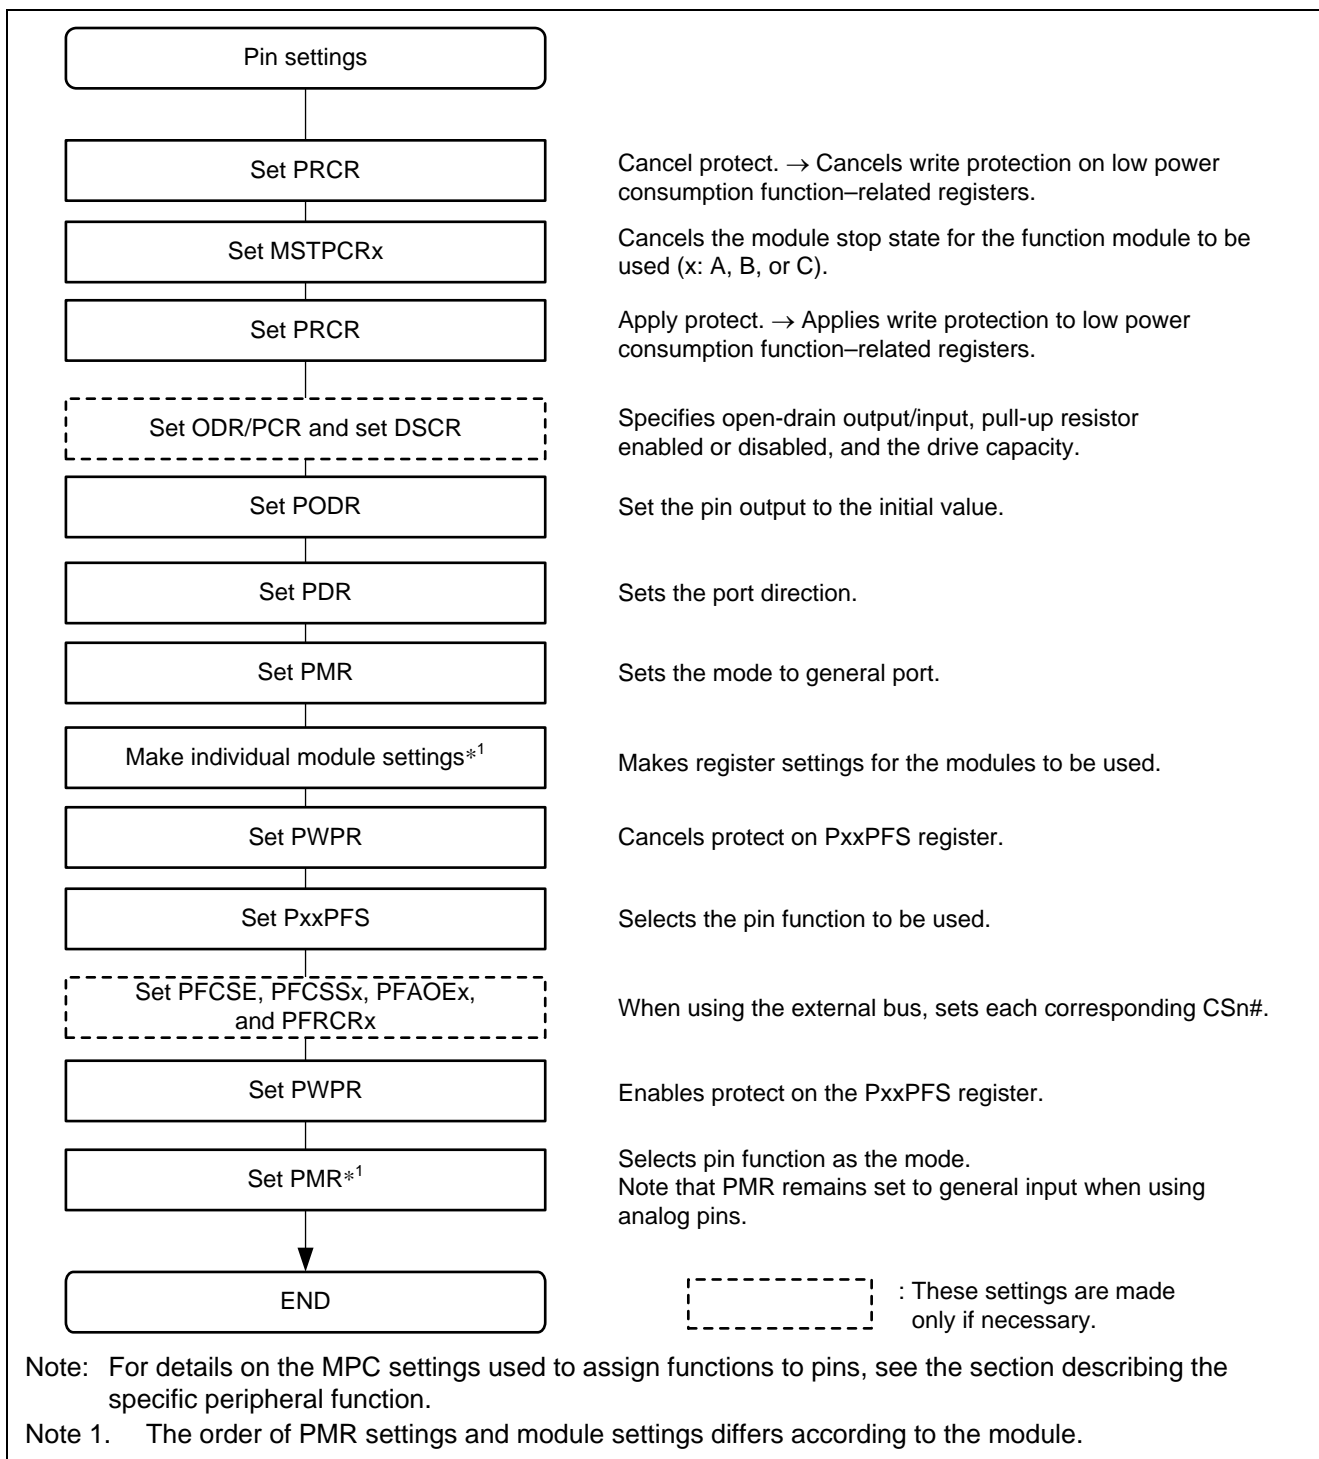 Pin settings
Set PRCR
Cancel protect. → Cancels write protection on low power
consumption function–related registers.
Set MSTPCRx
Cancels the module stop state for the function module to be
used (x: A, B, or C).
Set PRCR
Apply protect. → Applies write protection to low power
consumption function–related registers.
Set ODR/PCR and set DSCR
Specifies open-drain output/input, pull-up resistor
enabled or disabled, and the drive capacity.
Set PODR
Set the pin output to the initial value.
Set PDR
Sets the port direction.
Set PMR
Sets the mode to general port.
Make individual module settings*1
Makes register settings for the modules to be used.
Set PWPR
Cancels protect on PxxPFS register.
Set PxxPFS
Selects the pin function to be used.
Set PFCSE, PFCSSx, PFAOEx,
and PFRCRx
When using the external bus, sets each corresponding CSn#.
Set PWPR
Enables protect on the PxxPFS register.
Set PMR*1
Selects pin function as the mode.
Note that PMR remains set to general input when using
analog pins.
END
: These settings are made
only if necessary.
Note: For details on the MPC settings used to assign functions to pins, see the section describing the
specific peripheral function.
Note 1. The order of PMR settings and module settings differs according to the module.